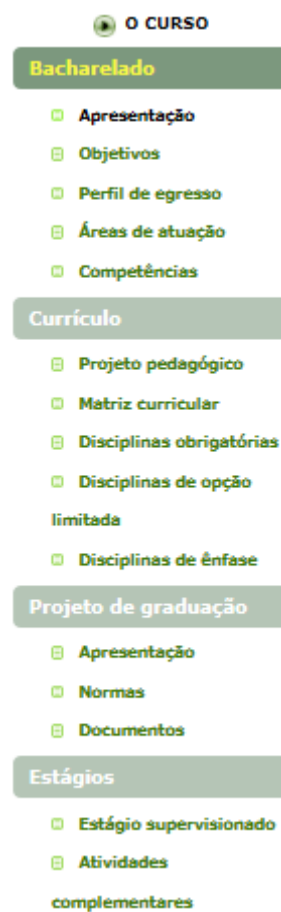 O CURSO
Bacharelado
Apresentação
Objetivos
Perfil de egresso
Áreas de atuação
Competências
Currículo
Projeto pedagógico
Matriz curricular
Disciplinas obrigatórias
Disciplinas de opção
limitada
Disciplinas de ênfase
Projeto de graduação
Apresentação
Normas
Documentos
Estágios
Estágio supervisionado
Atividades
complementares